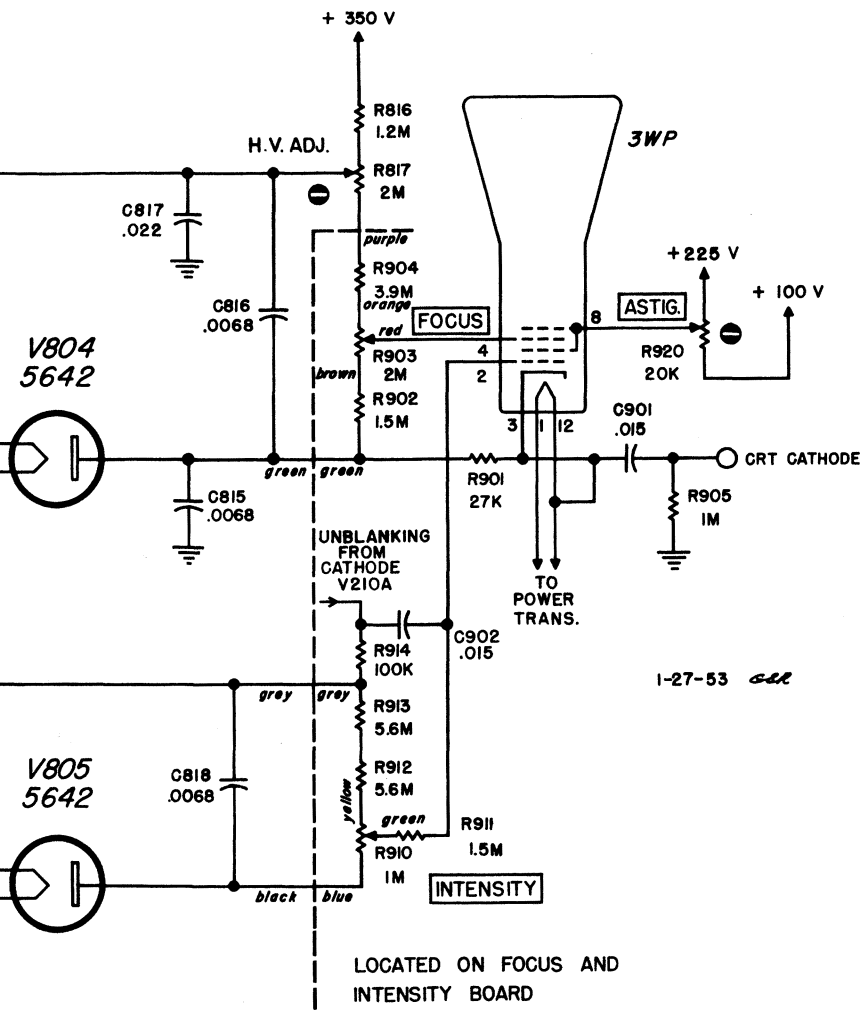 + 350 V
R816
1.2M
H.V. ADJ.
R817
2M
3WP
C817
.022
purple
R904
3.9M
orange
+ 225 V
+ 100 V
C816
.0068
red
FOCUS
8
ASTIG.
V804
5642
R903
2M
brown
R902
1.5M
4
2
R920
20K
3
1
12
C901
.015
green
green
R901
27K
CRT CATHODE
C815
.0068
R905
1M
UNBLANKING
FROM
CATHODE
V210A
TO
POWER
TRANS.
C902
.015
R914
100K
grey
grey
1-27-53
R913
5.6M
V805
5642
C818
.0068
R912
5.6M
yellow
green
R911
1.5M
R910
1M
INTENSITY
black
blue
LOCATED ON FOCUS AND
INTENSITY BOARD